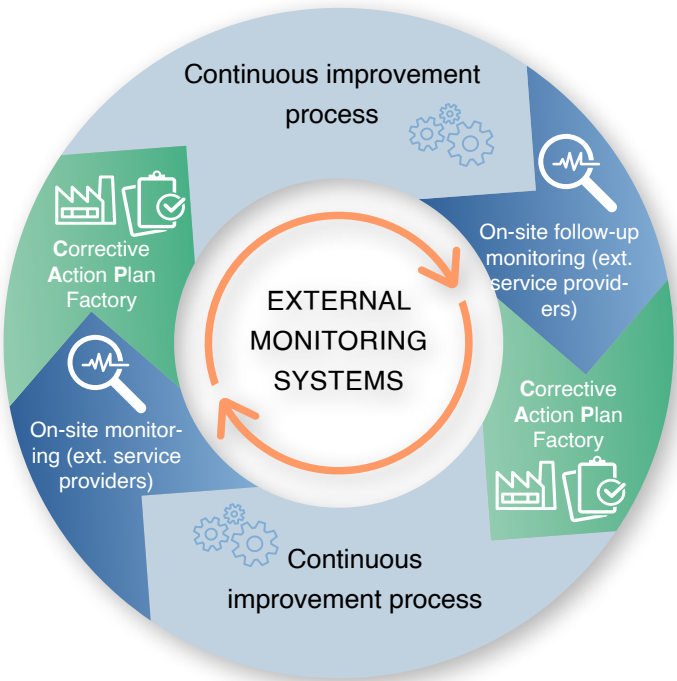 Continuous improvement
process
On-site follow-up
monitoring (ext.
service provid-
ers)
Corrective
Action Plan
Factory
Continuous
improvement process
On-site monitor-
ing (ext. service
providers)
Corrective
Action Plan
Factory
EXTERNAL
MONITORING
SYSTEMS